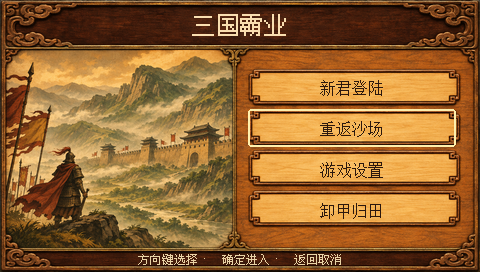 三国霸业
新君登陆
重返沙场
游戏设置
卸甲归田
方向键选择 · 确定进入 · 返回取消